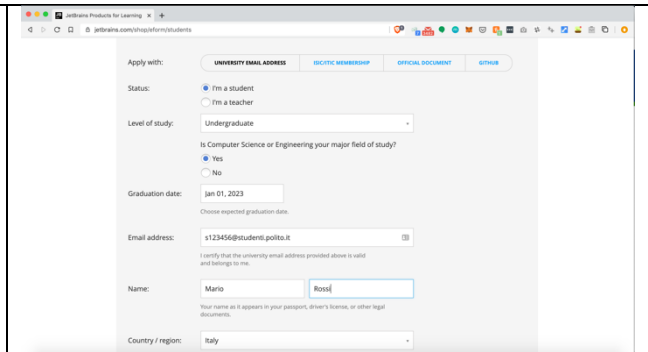 JetBrains Products for Learning
jetbrains.com/shop/eform/students
Apply with:
UNIVERSITY EMAIL ADDRESS
ISIC/ITIC MEMBERSHIP
OFFICIAL DOCUMENT
GITHUB
Status:
I'm a student
I'm a teacher
Level of study:
Undergraduate
Is Computer Science or Engineering your major field of study?
Yes
No
Graduation date:
Jan 01, 2023
Choose expected graduation date.
Email address:
s123456@studenti.polito.it
I certify that the university email address provided above is valid
and belongs to me.
Name:
Mario
Rossi
Your name as it appears in your passport, driver's license, or other legal
documents.
Country / region:
Italy